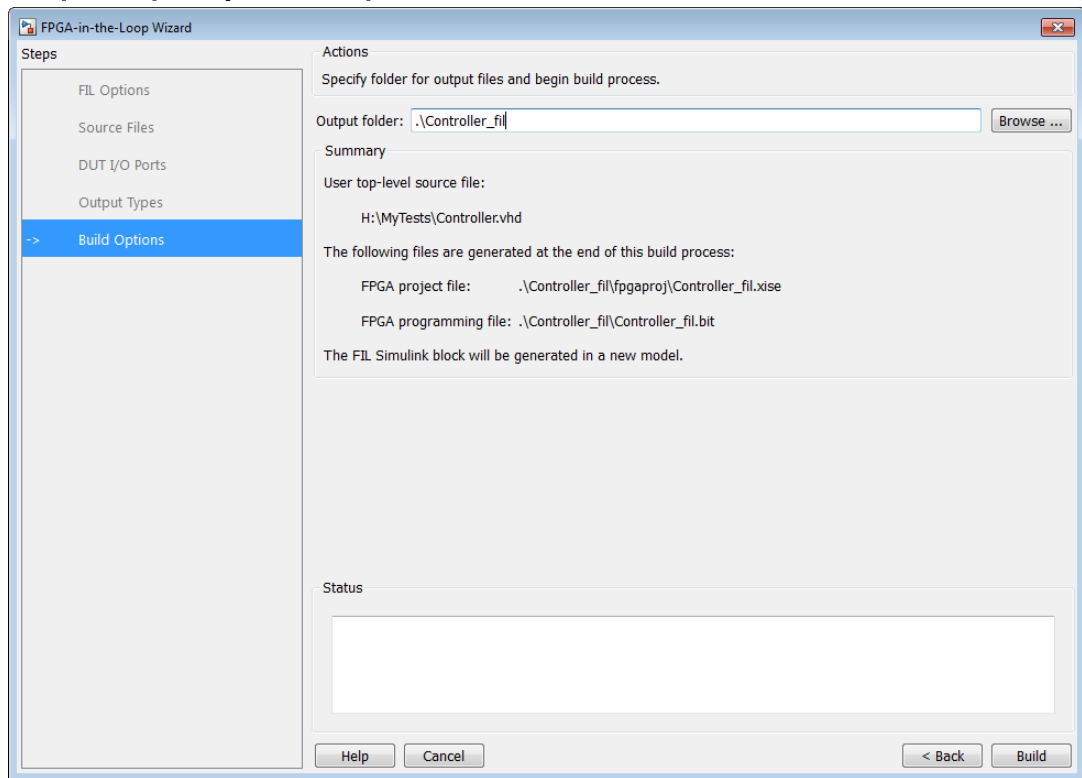 FPGA-in-the-Loop Wizard
Steps
FIL Options
Source Files
DUT I/O Ports
Output Types
-> Build Options
Actions
Specify folder for output files and begin build process.
Output folder: .\Controller_fil Browse ...
Summary
User top-level source file:
H:\MyTests\Controller.vhd
The following files are generated at the end of this build process:
FPGA project file: .\Controller_fil\fpgaproj\Controller_fil.xise
FPGA programming file: .\Controller_fil\Controller_fil.bit
The FIL Simulink block will be generated in a new model.
Status
Help Cancel < Back Build